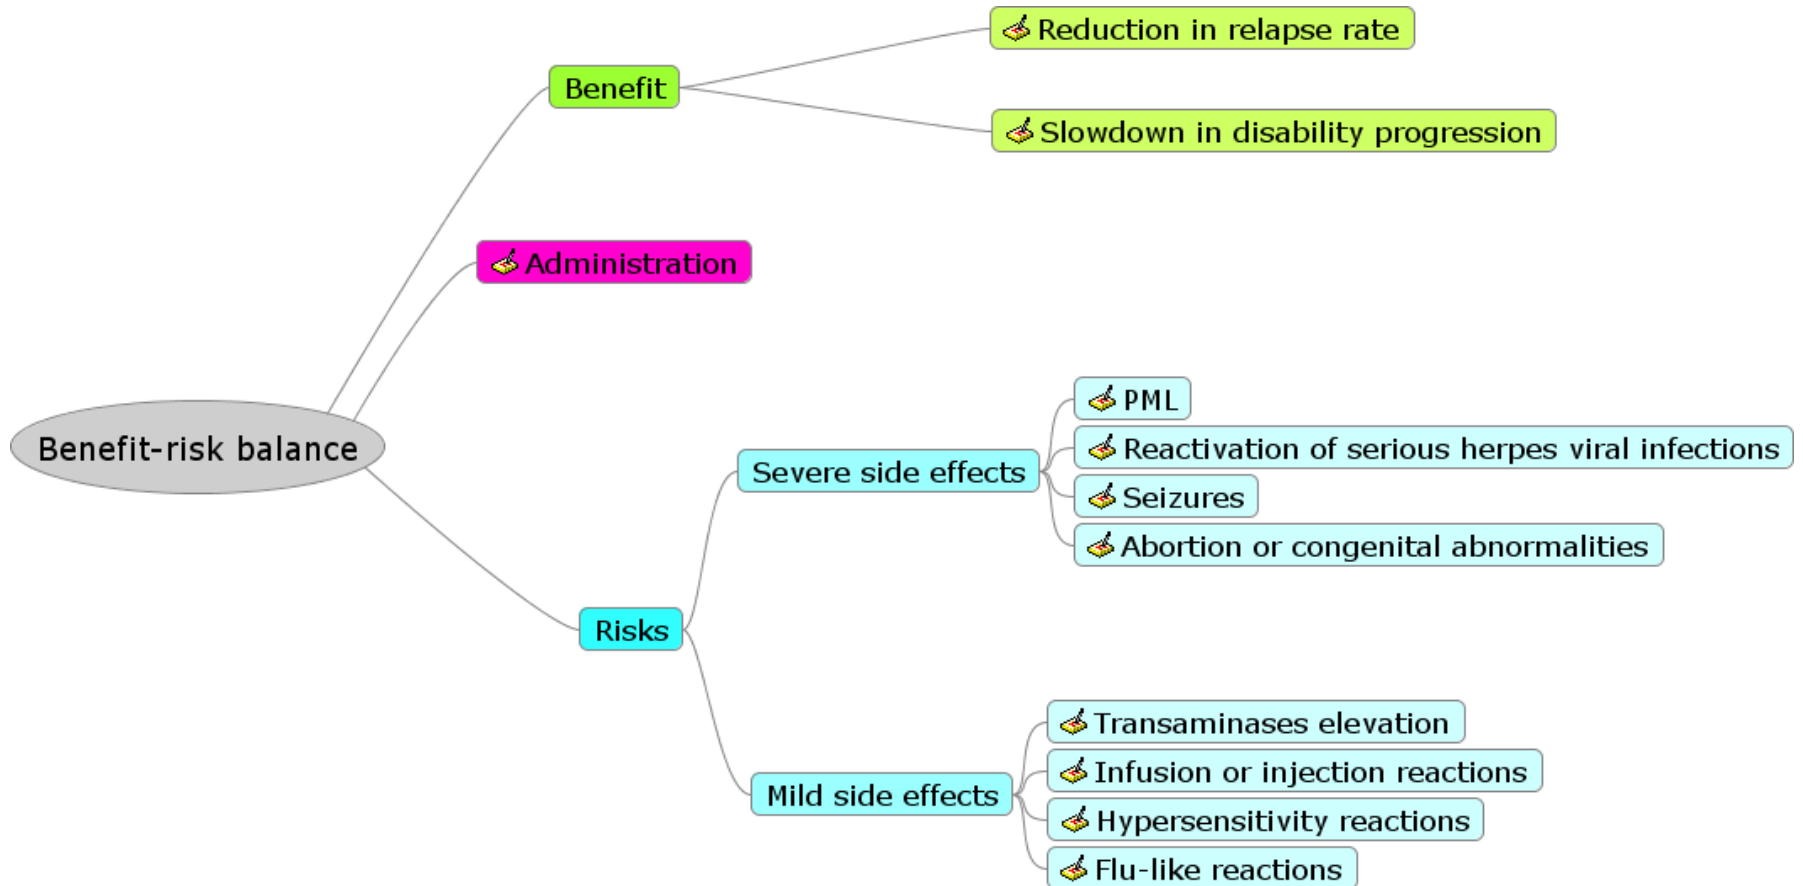 Benefit-risk balance
Benefit
Reduction in relapse rate
Slowdown in disability progression
Administration
Risks
Severe side effects
PML
Reactivation of serious herpes viral infections
Seizures
Abortion or congenital abnormalities
Mild side effects
Transaminases elevation
Infusion or injection reactions
Hypersensitivity reactions
Flu-like reactions